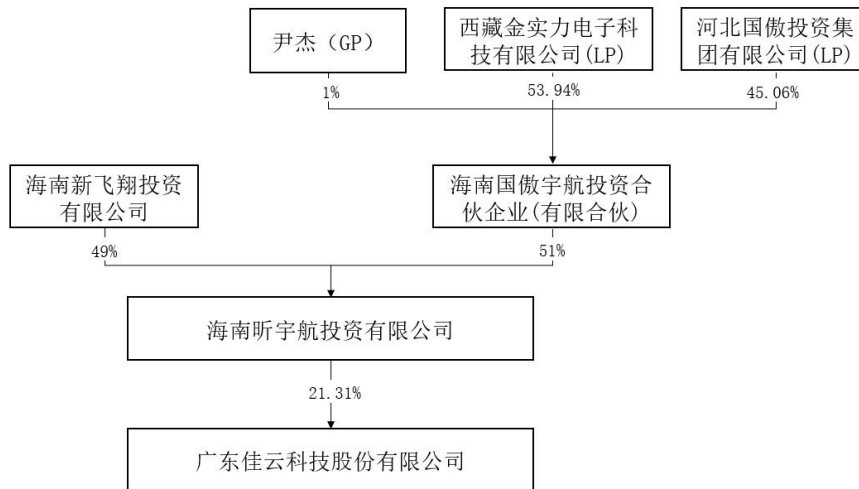 尹杰（GP）
西藏金实力电子科
技有限公司(LP)
河北国傲投资集
团有限公司(LP)
1%
53.94%
45.06%
海南新飞翔投资
有限公司
海南国傲宇航投资合
伙企业(有限合伙)
49%
51%
海南昕宇航投资有限公司
21.31%
广东佳云科技股份有限公司